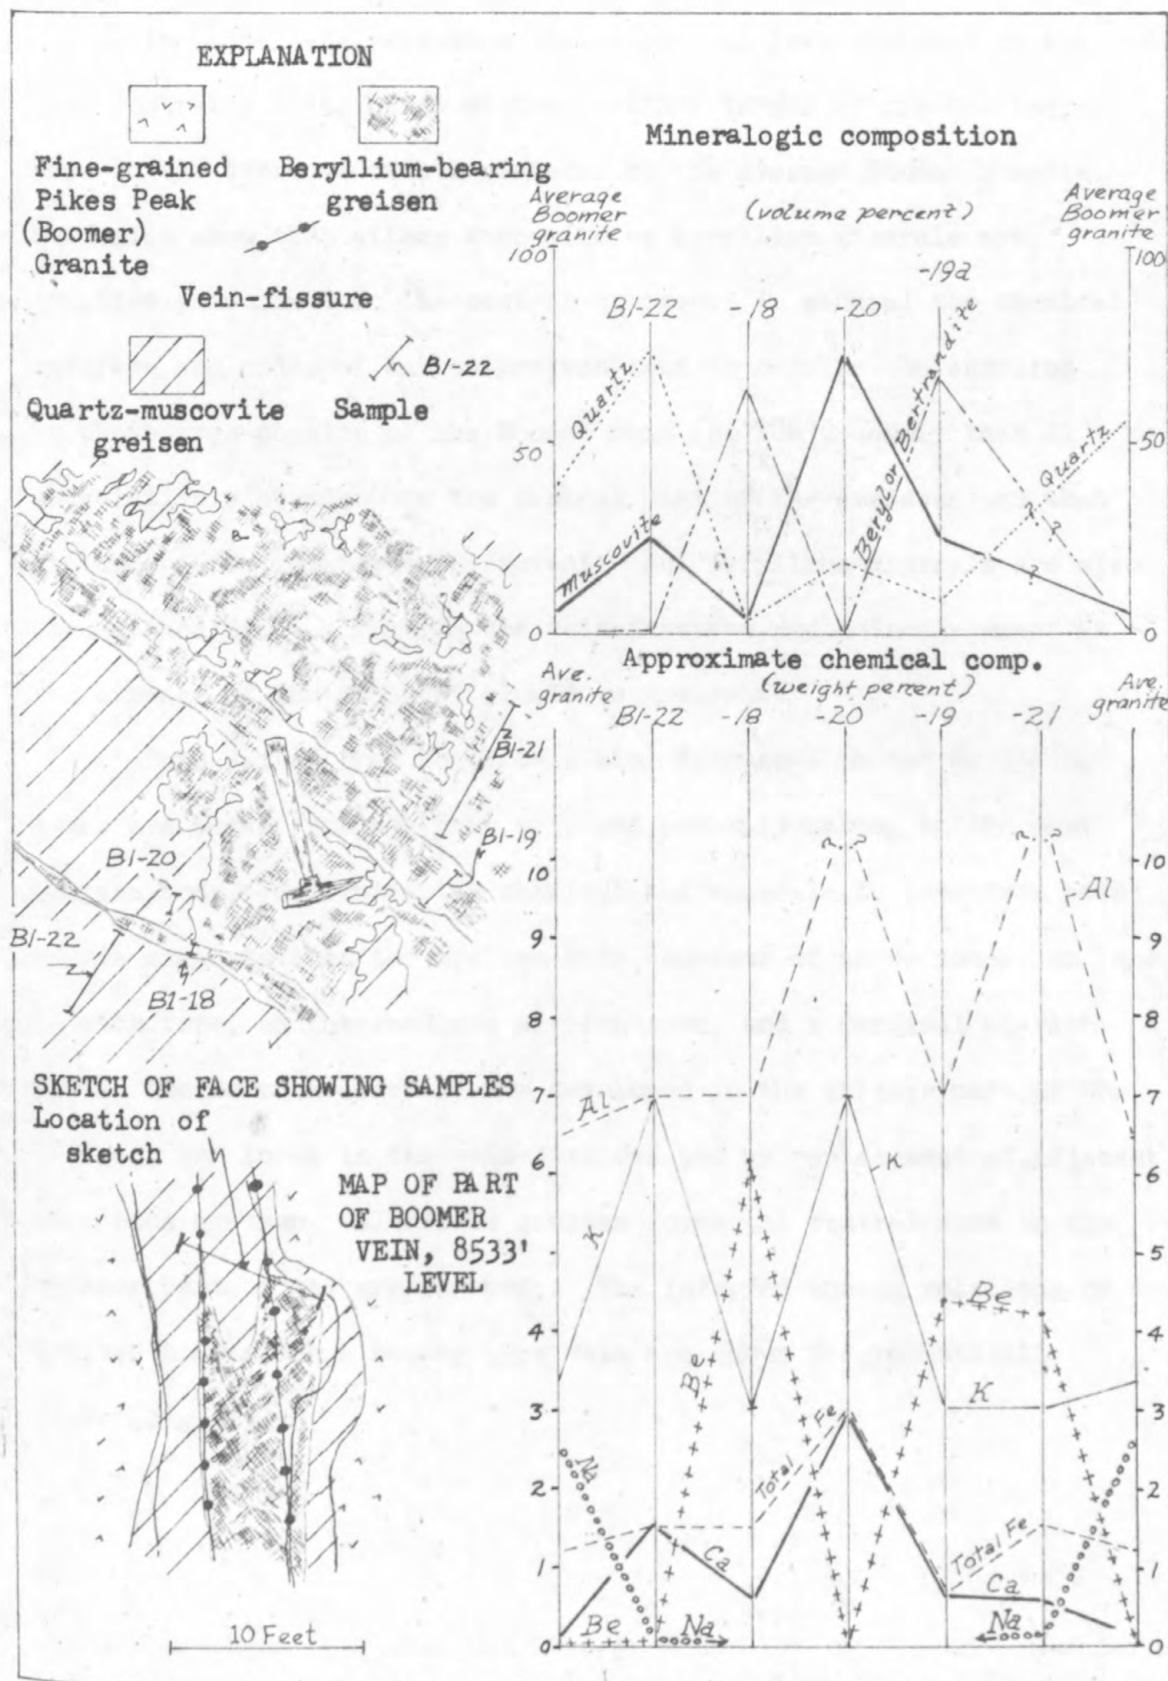 EXPLANATION
Fine-grained
Pikes Peak
(Boomer)
Granite
Beryllium-bearing
greisen
Vein-fissure
Quartz-muscovite
greisen
B1-22
Sample
B1-21
B1-19
B1-20
B1-22
B1-18
SKETCH OF FACE SHOWING SAMPLES
Location of
sketch
MAP OF PART
OF BOOMER
VEIN, 8533'
LEVEL
10 Feet
Mineralogic composition
(volume percent)
Average
Boomer
granite
Average
Boomer
granite
100
50
0
100
50
0
B1-22 -18 -20 -19a
Quartz
Muscovite
Beryl or Bertrandite
Quartz
? ?
?
Approximate chemical comp.
(weight percent)
Ave.
granite
Ave.
granite
B1-22 -18 -20 -19 -21
10
9
8
7
6
5
4
3
2
1
0
10
9
8
7
6
5
4
3
2
1
0
?..? ?..?
Al
Al
K
K
Be
Be
K
Na
Total Fe
Ca
Total Fe
Ca
Be
Na
Na